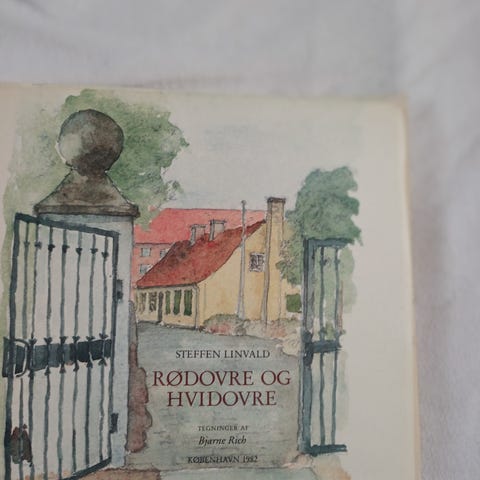 STEFFEN LINVALD
RØDOVRE OG
HVIDOVRE
TEGNINGER AF
Bjarne Rich
KØBENHAVN 1982